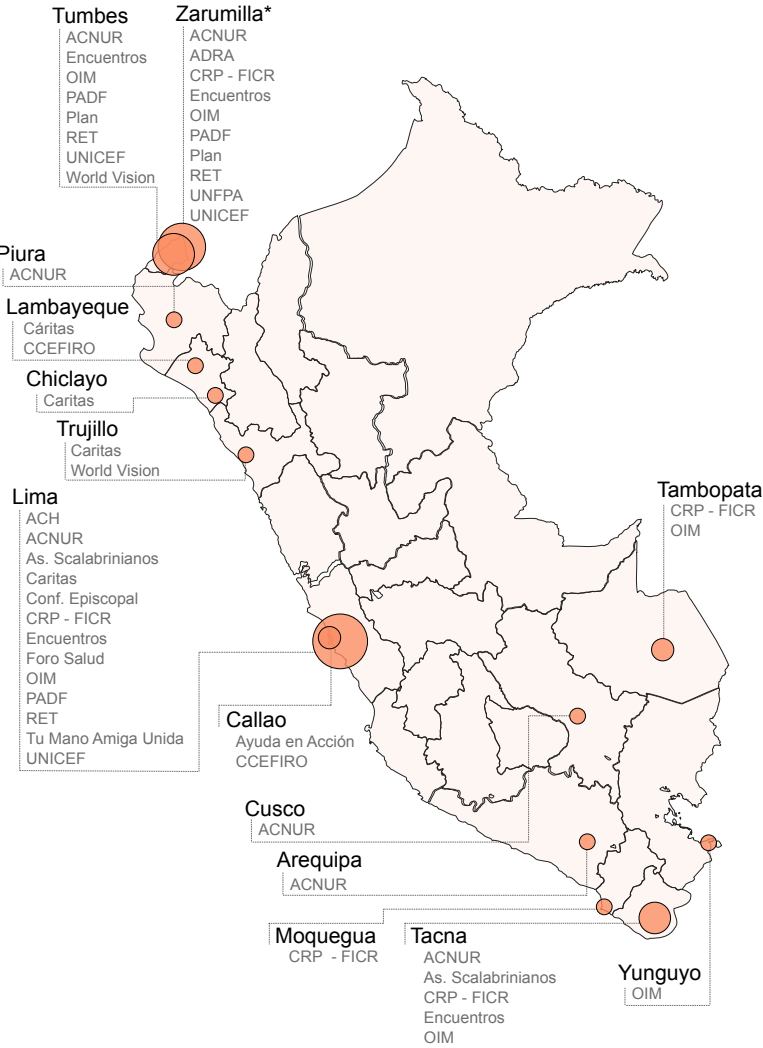 Tumbes
ACNUR
Encuentros
OIM
PADF
Plan
RET
UNICEF
World Vision
Zarumilla*
ACNUR
ADRA
CRP - FICR
Encuentros
OIM
PADF
Plan
RET
UNFPA
UNICEF
Piura
ACNUR
Lambayeque
Cáritas
CCEFIRO
Chiclayo
Caritas
Trujillo
Caritas
World Vision
Lima
ACH
ACNUR
As. Scalabrinianos
Caritas
Conf. Episcopal
CRP - FICR
Encuentros
Foro Salud
OIM
PADF
RET
Tu Mano Amiga Unida
UNICEF
Tambopata
CRP - FICR
OIM
Callao
Ayuda en Acción
CCEFIRO
Cusco
ACNUR
Arequipa
ACNUR
Moquegua
CRP - FICR
Tacna
ACNUR
As. Scalabrinianos
CRP - FICR
Encuentros
OIM
Yunguyo
OIM